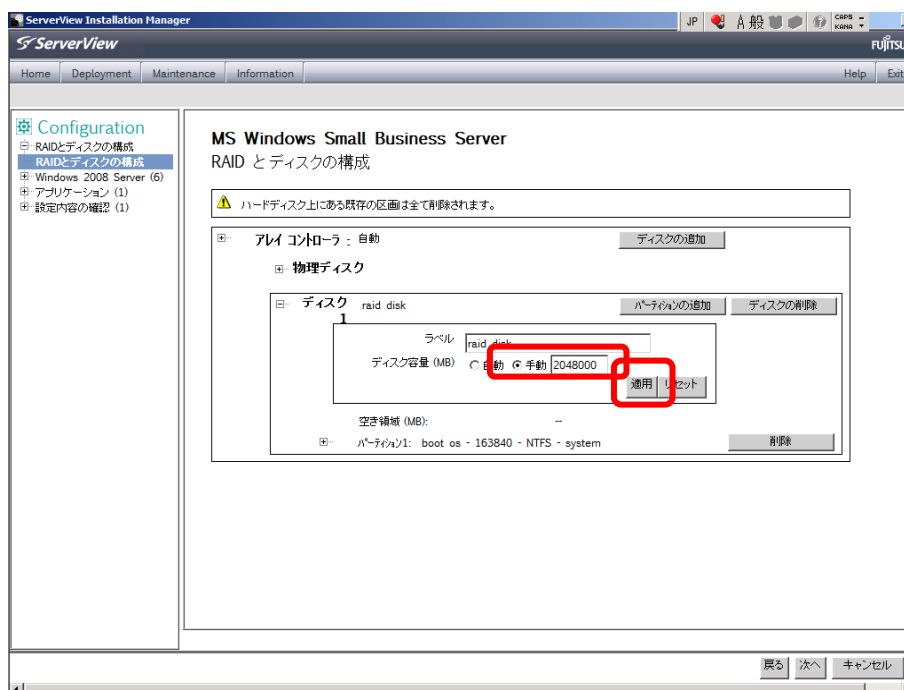 ServerView Installation Manager
JP A 般 CAPS KANA
ServerView
FUJITSU
Home Deployment Maintenance Information Help Exit
Configuration
RAIDとディスクの構成
RAIDとディスクの構成
Windows 2008 Server (6)
アプリケーション (1)
設定内容の確認 (1)
MS Windows Small Business Server
RAID とディスクの構成
ハードディスク上にある既存の区画は全て削除されます。
アレイ コントローラ : 自動 ディスクの追加
物理ディスク
ディスク 1 raid disk パーティションの追加 ディスクの削除
ラベル raid disk
ディスク容量 (MB) 自動 手動 2048000
適用 リセット
空き領域 (MB): --
パーティション1: boot os - 163840 - NTFS - system 削除
戻る 次へ キャンセル